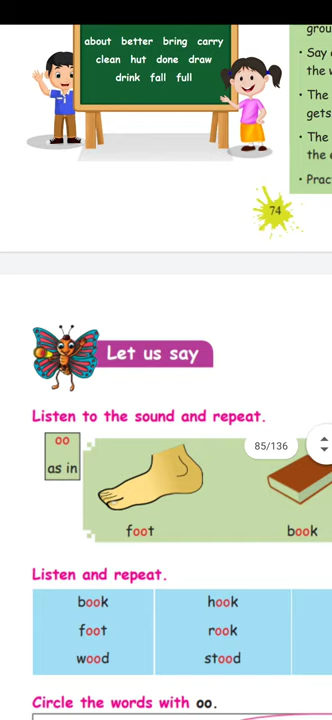 about better bring carry
clean hut done draw
drink fall full
grou
• Say
the
• The
gets
• The
the
• Prac
74
Let us say
Listen to the sound and repeat.
oo
as in
85/136
foot
book
Listen and repeat.
book hook
foot rook
wood stood
Circle the words with oo.